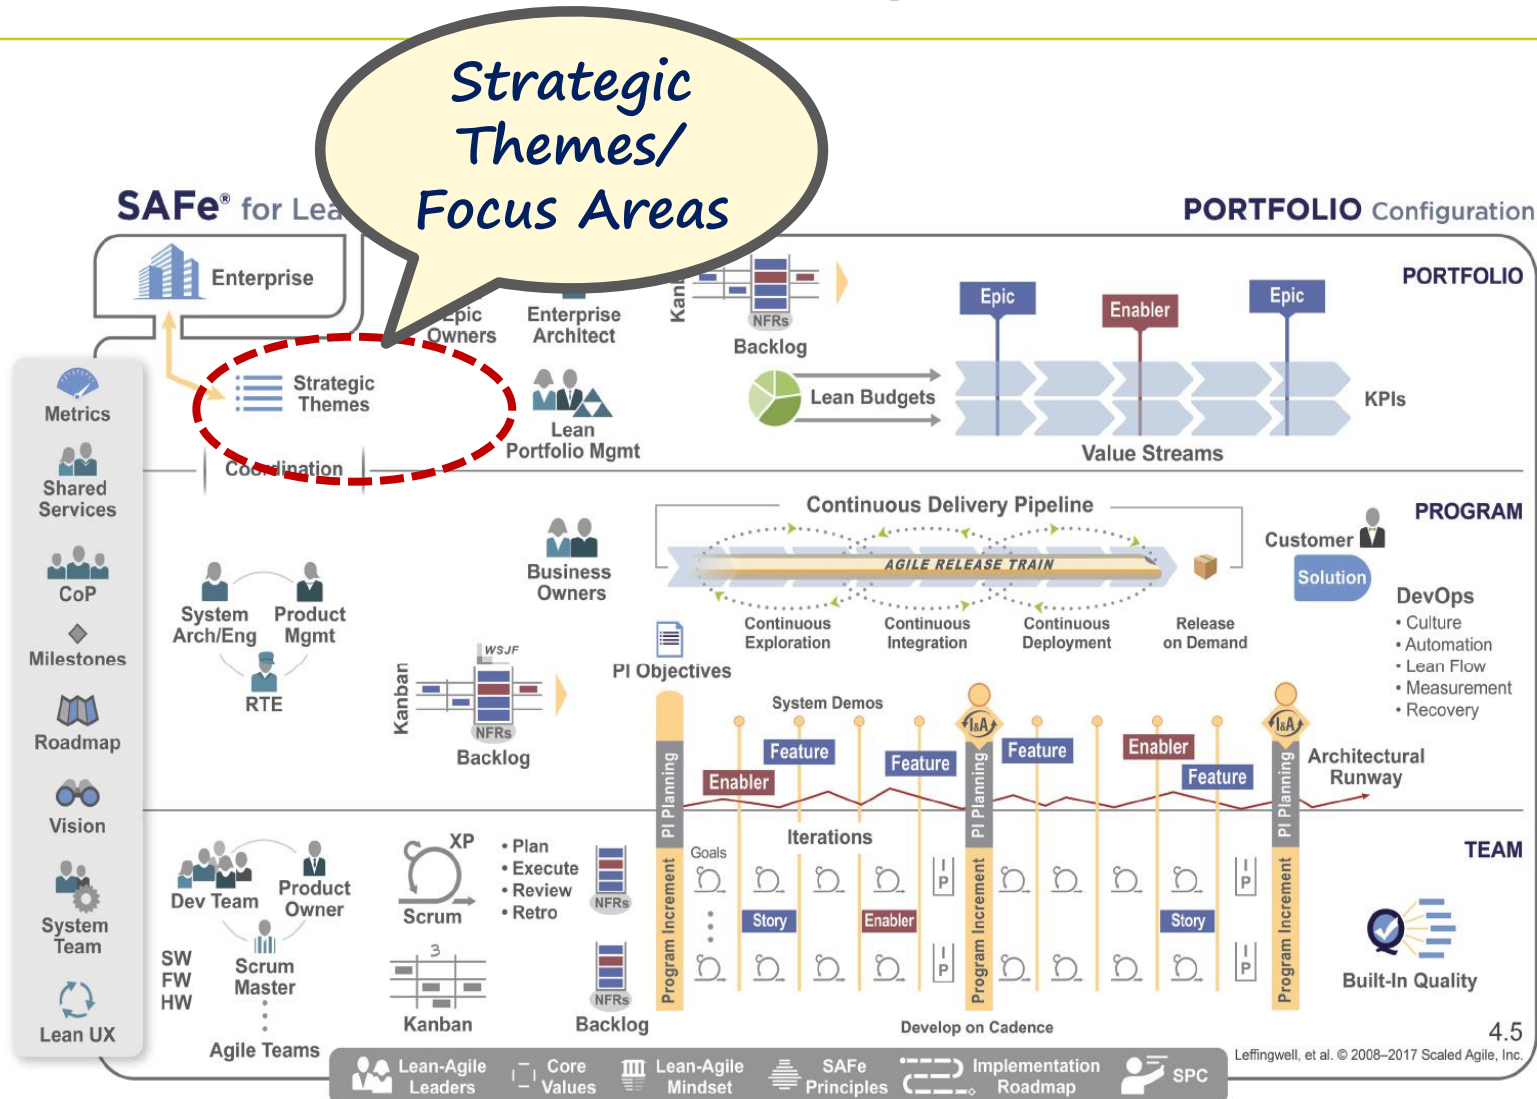 Strategic
Themes/
Focus Areas
SAFe® for Lea
PORTFOLIO Configuration
Enterprise
Strategic
Themes
Coordination
Epic
Owners
Enterprise
Architect
Lean
Portfolio Mgmt
Kanb
NFRs
Backlog
Lean Budgets
Epic
Enabler
Epic
Value Streams
KPIs
PORTFOLIO
Metrics
Shared
Services
CoP
Milestones
Roadmap
Vision
System
Team
Lean UX
PROGRAM
Business
Owners
System
Arch/Eng
Product
Mgmt
RTE
Kanban
WSJF
NFRs
Backlog
PI Objectives
Continuous Delivery Pipeline
AGILE RELEASE TRAIN
Continuous
Exploration
Continuous
Integration
Continuous
Deployment
Release
on Demand
Customer
Solution
DevOps
• Culture
• Automation
• Lean Flow
• Measurement
• Recovery
System Demos
I&A
I&A
Enabler
Feature
Feature
Feature
Enabler
Feature
Architectural
Runway
PI Planning
PI Planning
PI Planning
TEAM
Dev Team
Product
Owner
Scrum
Master
SW
FW
HW
Agile Teams
XP
Scrum
• Plan
• Execute
• Review
• Retro
NFRs
3
Kanban
NFRs
Backlog
Program Increment
Program Increment
Program Increment
Iterations
Goals
I
P
I
P
Story
Enabler
Story
I
P
I
P
Develop on Cadence
Built-In Quality
4.5
Leffingwell, et al. © 2008–2017 Scaled Agile, Inc.
Lean-Agile
Leaders
Core
Values
Lean-Agile
Mindset
SAFe
Principles
Implementation
Roadmap
SPC